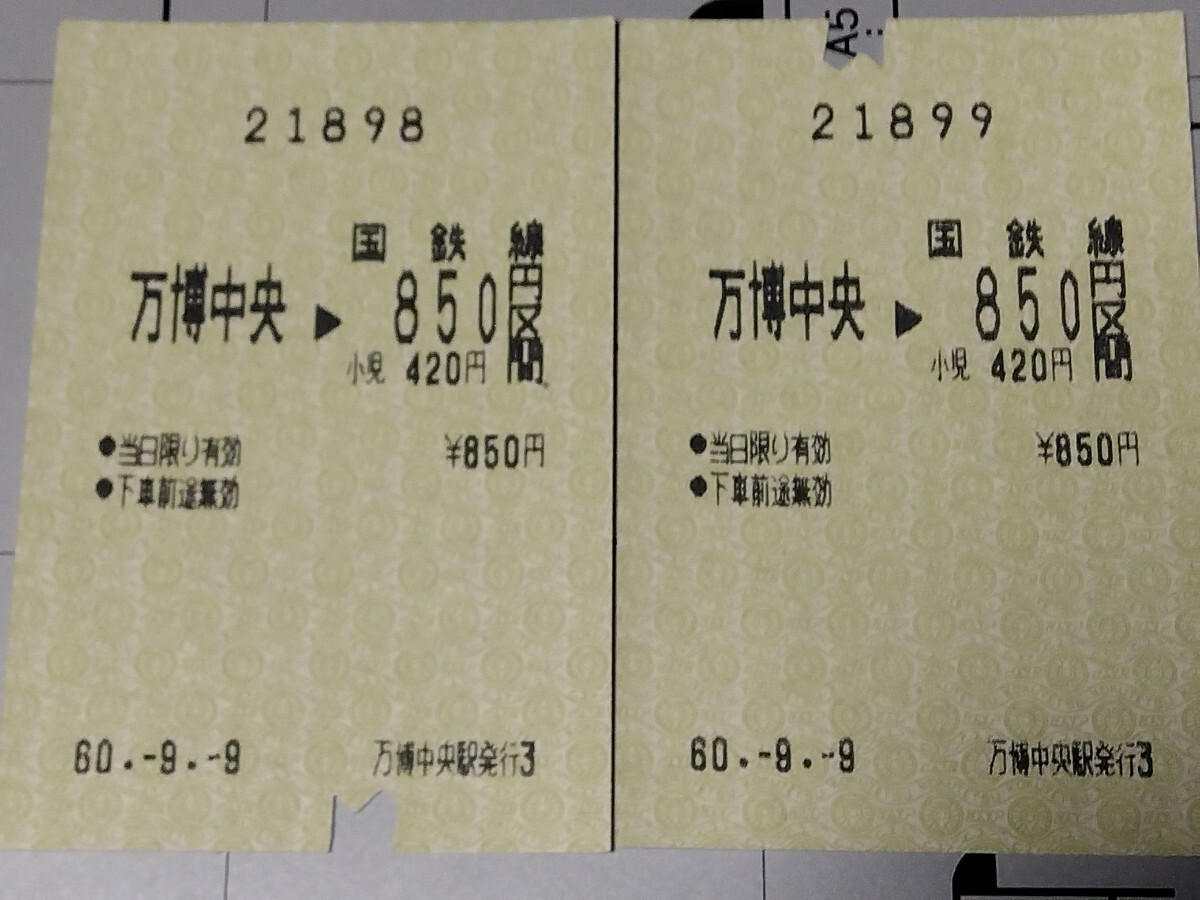 A5
21898
国鉄線
万博中央▶850円区間
小児 420円
●当日限り有効 ¥850円
●下車前途無効
60.-9.-9 万博中央駅発行3
21899
国鉄線
万博中央▶850円区間
小児 420円
●当日限り有効 ¥850円
●下車前途無効
60.-9.-9 万博中央駅発行3